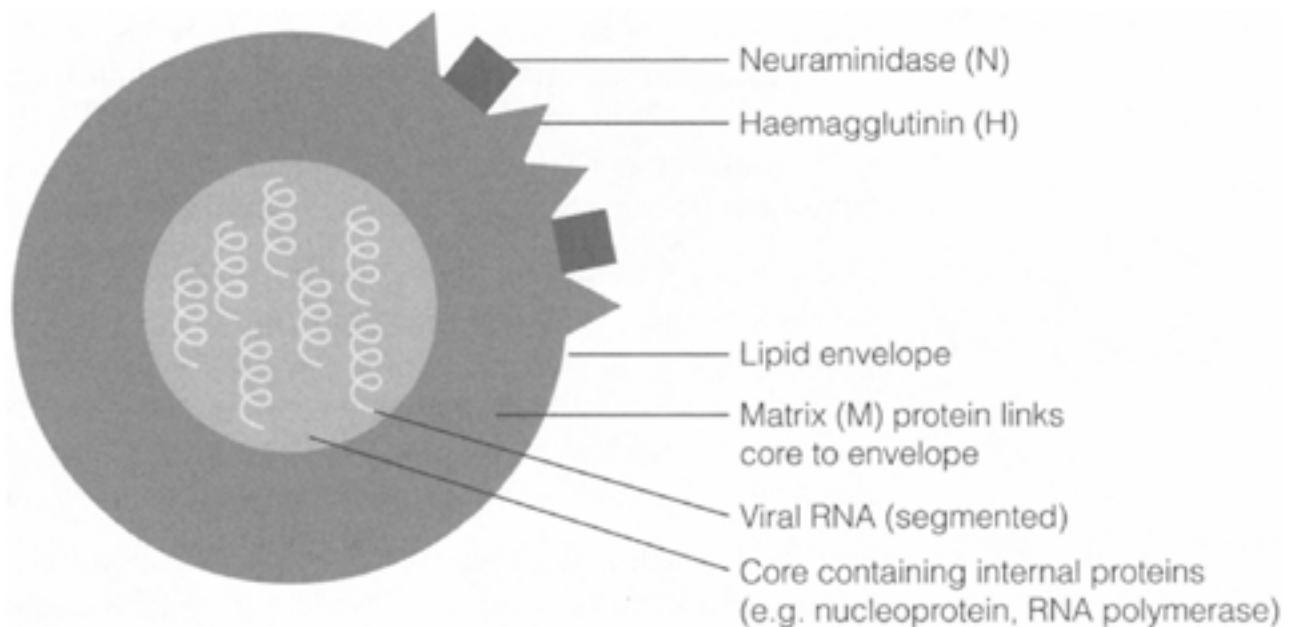 Neuraminidase (N)
Haemagglutinin (H)
Lipid envelope
Matrix (M) protein links
core to envelope
Viral RNA (segmented)
Core containing internal proteins
(e.g. nucleoprotein, RNA polymerase)